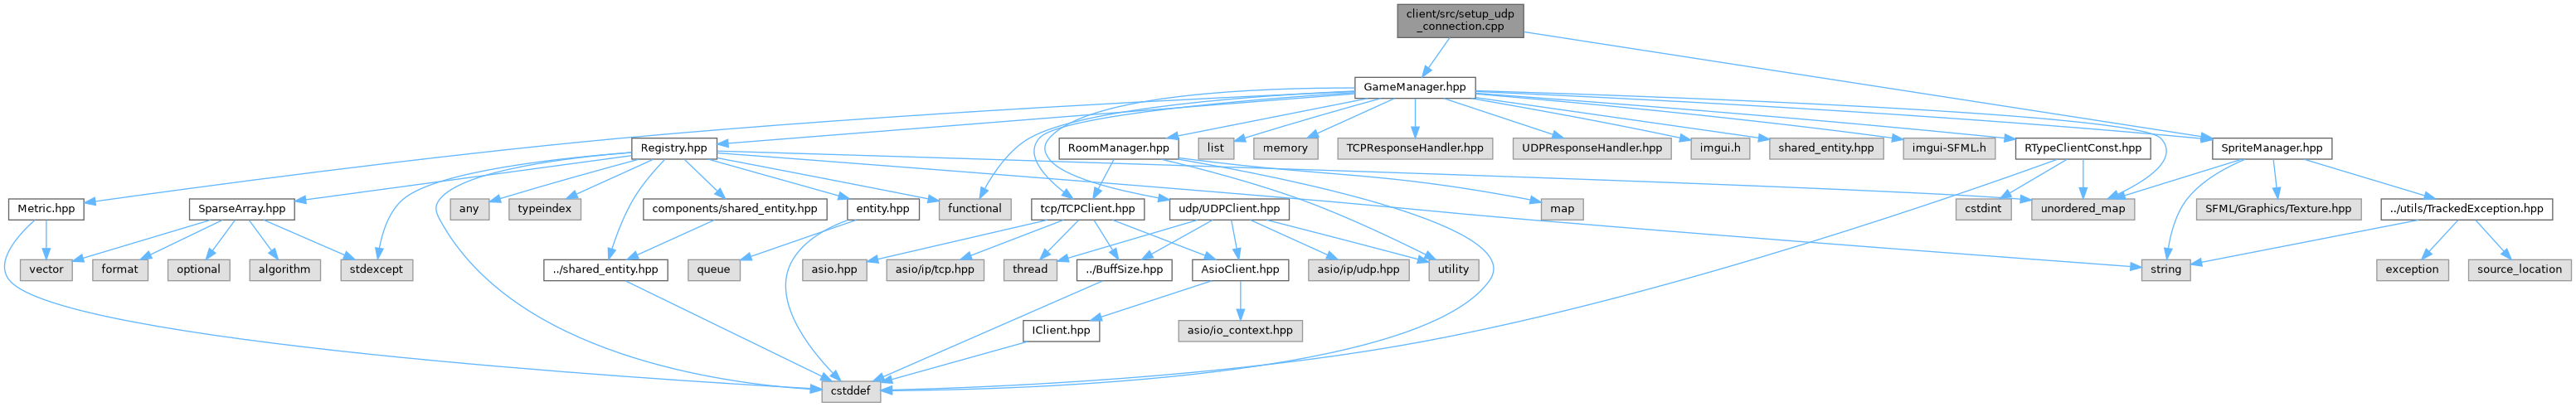 client/src/setup_udp
_connection.cpp
GameManager.hpp
Registry.hpp
RoomManager.hpp
list
memory
TCPResponseHandler.hpp
UDPResponseHandler.hpp
imgui.h
shared_entity.hpp
imgui-SFML.h
RTypeClientConst.hpp
SpriteManager.hpp
Metric.hpp
SparseArray.hpp
any
typeindex
components/shared_entity.hpp
entity.hpp
functional
tcp/TCPClient.hpp
udp/UDPClient.hpp
map
cstdint
unordered_map
SFML/Graphics/Texture.hpp
../utils/TrackedException.hpp
vector
format
optional
algorithm
stdexcept
../shared_entity.hpp
queue
asio.hpp
asio/ip/tcp.hpp
thread
../BuffSize.hpp
AsioClient.hpp
asio/ip/udp.hpp
utility
string
exception
source_location
IClient.hpp
asio/io_context.hpp
cstddef